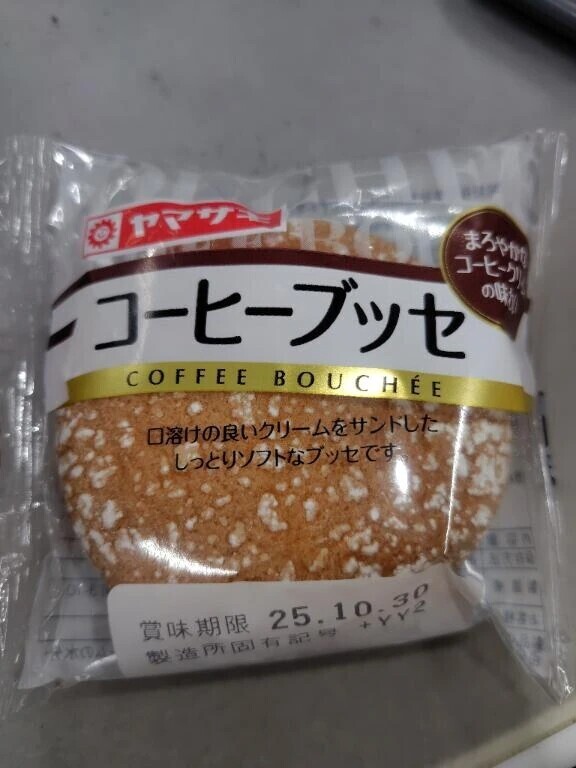 ヤマザキ
まろやかな
コーヒークリーム
の味わい
コーヒーブッセ
COFFEE BOUCHÉE
口溶けの良いクリームをサンドした
しっとりソフトなブッセです。
賞味期限 25.10.30
製造所固有記号 +YY2